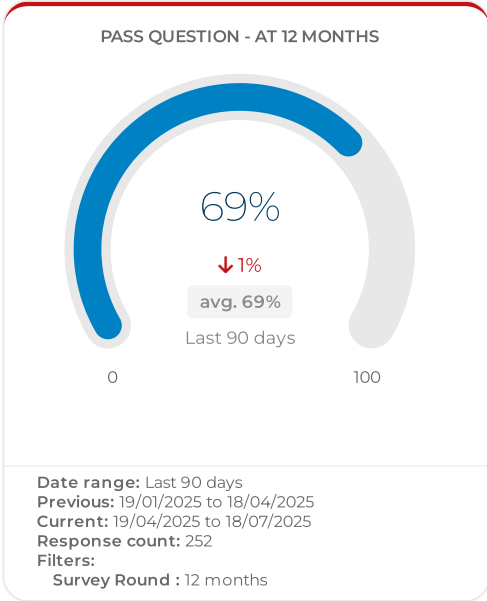 PASS QUESTION - AT 12 MONTHS
69%
1%
avg. 69%
Last 90 days
0
100
Date range: Last 90 days
Previous: 19/01/2025 to 18/04/2025
Current: 19/04/2025 to 18/07/2025
Response count: 252
Filters:
Survey Round : 12 months